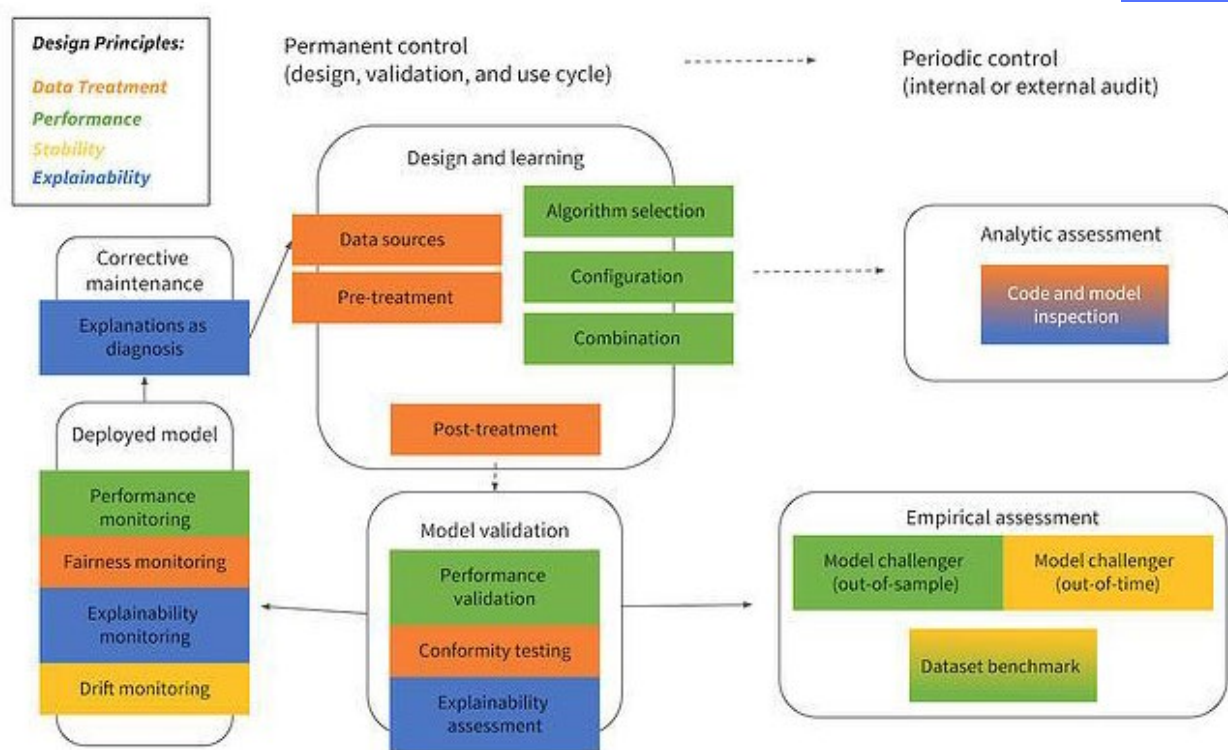 Design Principles:
Data Treatment
Performance
Stability
Explainability
Permanent control
(design, validation, and use cycle)
Periodic control
(internal or external audit)
Design and learning
Data sources
Pre-treatment
Algorithm selection
Configuration
Combination
Post-treatment
Analytic assessment
Code and model
inspection
Corrective
maintenance
Explanations as
diagnosis
Deployed model
Performance
monitoring
Fairness monitoring
Explainability
monitoring
Drift monitoring
Model validation
Performance
validation
Conformity testing
Explainability
assessment
Empirical assessment
Model challenger
(out-of-sample)
Model challenger
(out-of-time)
Dataset benchmark